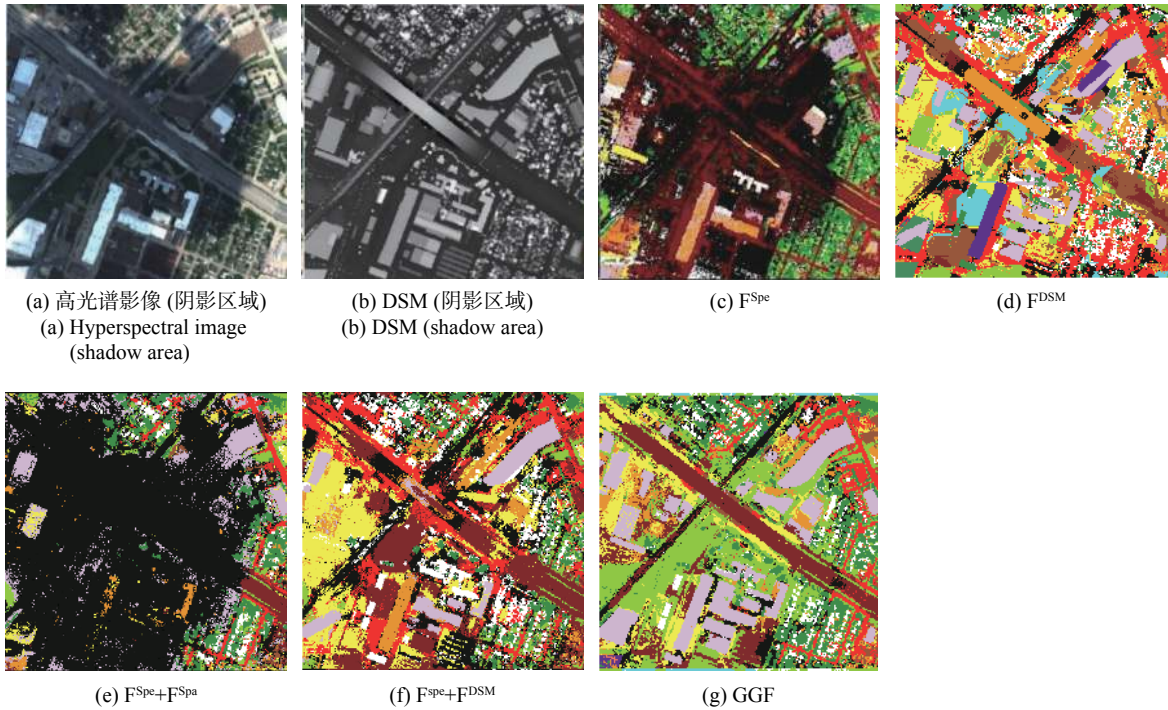 (a) 高光谱影像 (阴影区域)
(a) Hyperspectral image
(shadow area)
(b) DSM (阴影区域)
(b) DSM (shadow area)
(c) F^Spe
(d) F^DSM
(e) F^Spe+F^Spa
(f) F^spe+F^DSM
(g) GGF